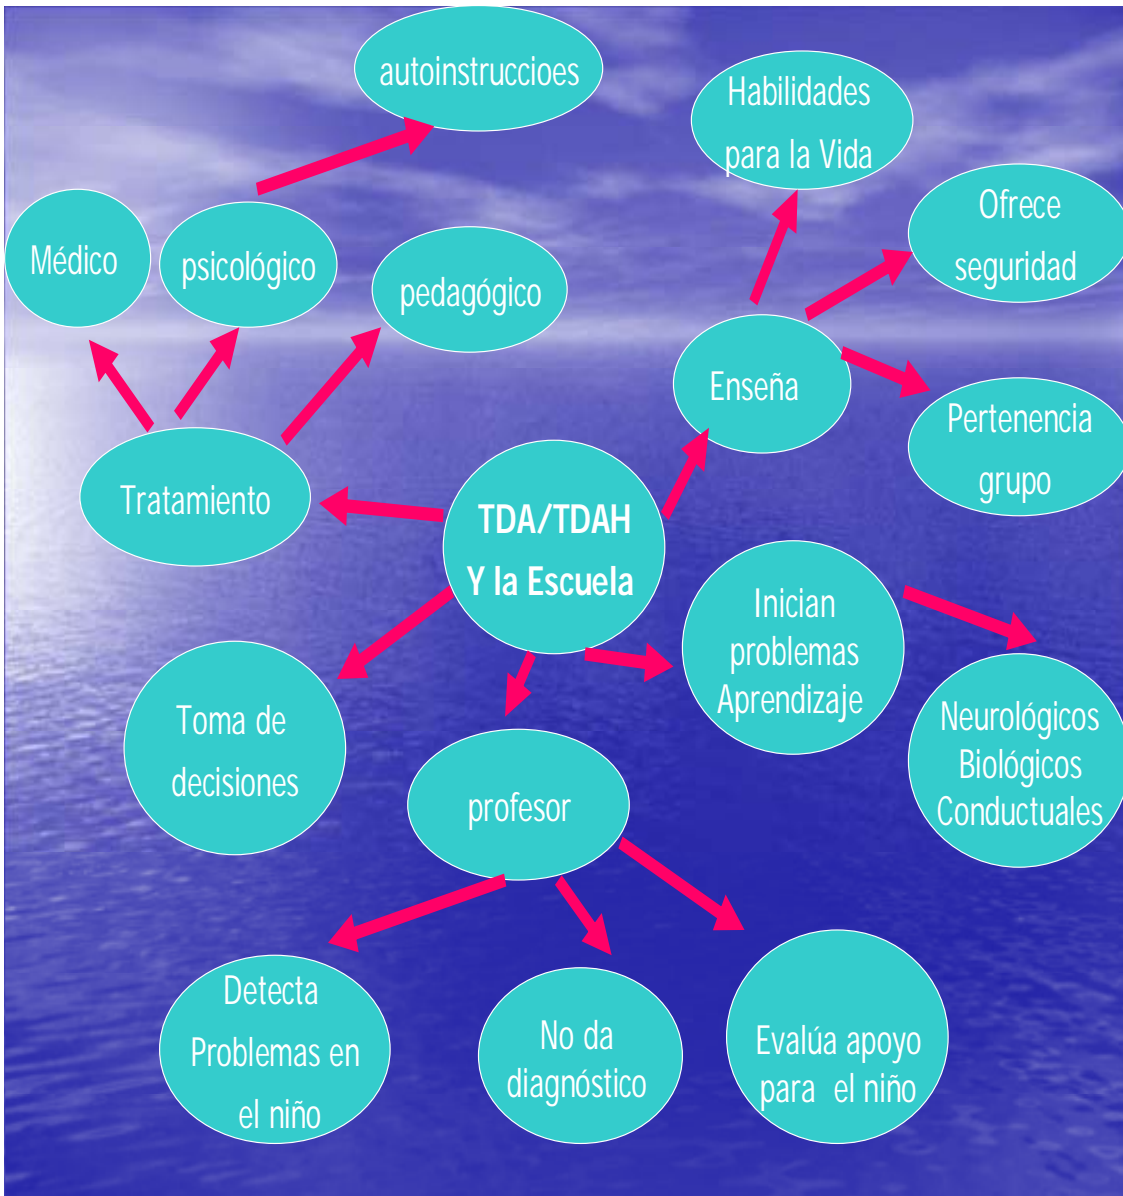 autoinstruccioes
Habilidades
para la Vida
Ofrece
seguridad
Médico
psicológico
pedagógico
Enseña
Pertenencia
grupo
Tratamiento
TDA/TDAH
Y la Escuela
Inician
problemas
Aprendizaje
Neurológicos
Biológicos
Conductuales
Toma de
decisiones
profesor
Detecta
Problemas en
el niño
No da
diagnóstico
Evalúa apoyo
para el niño